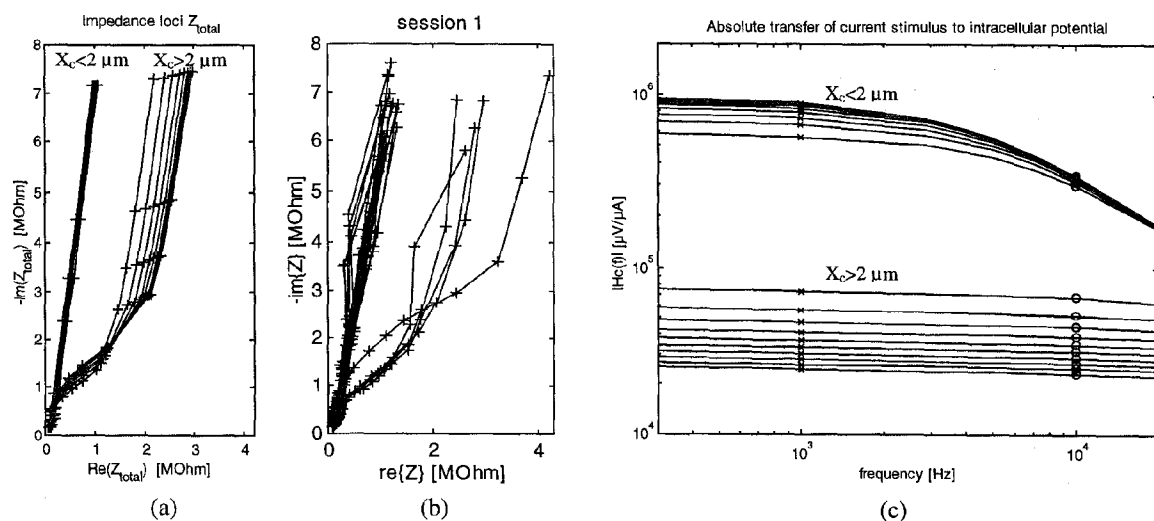 Impedance loci Z_total
X_c<2 µm X_c>2 µm
8
7
6
5
4
3
2
1
0
-Im(Z_total) [MOhm]
0 1 2 3 4
Re(Z_total) [MOhm]
(a)
session 1
8
7
6
5
4
3
2
1
0
-im{Z} [MOhm]
0 2 4
re{Z} [MOhm]
(b)
Absolute transfer of current stimulus to intracellular potential
10^6
10^5
10^4
|Hc(f)| [µV/µA]
X_c<2 µm
X_c>2 µm
10^3 10^4
frequency [Hz]
(c)